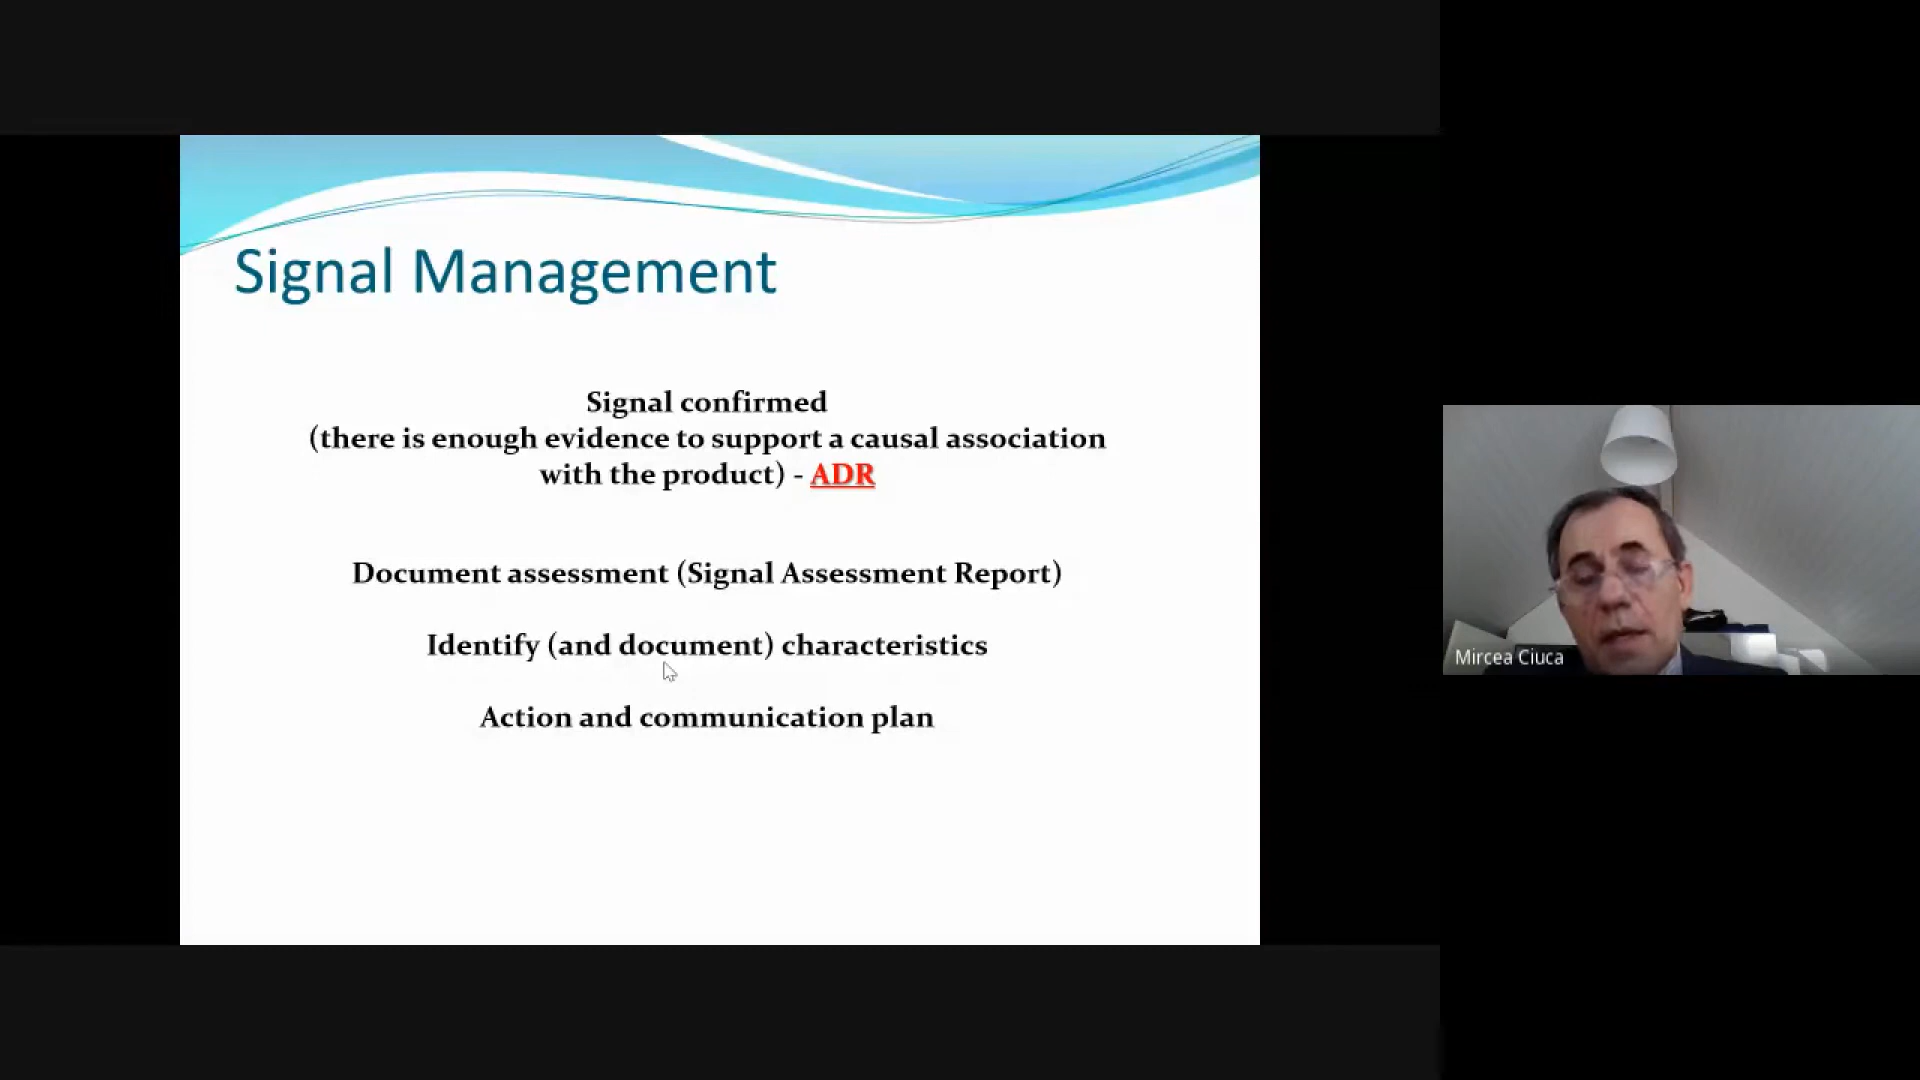 Signal Management
Signal confirmed
(there is enough evidence to support a causal association
with the product) - ADR
Document assessment (Signal Assessment Report)
Identify (and document) characteristics
Action and communication plan
Mircea Ciuca